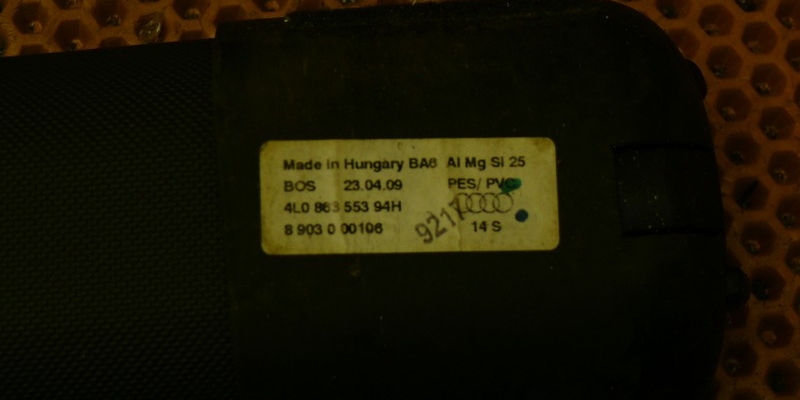 Made in Hungary BA6 Al Mg Si 25
BOS 23.04.09 PES/ PVC
4L0 863 553 94H
8 903 0 00106 14 S